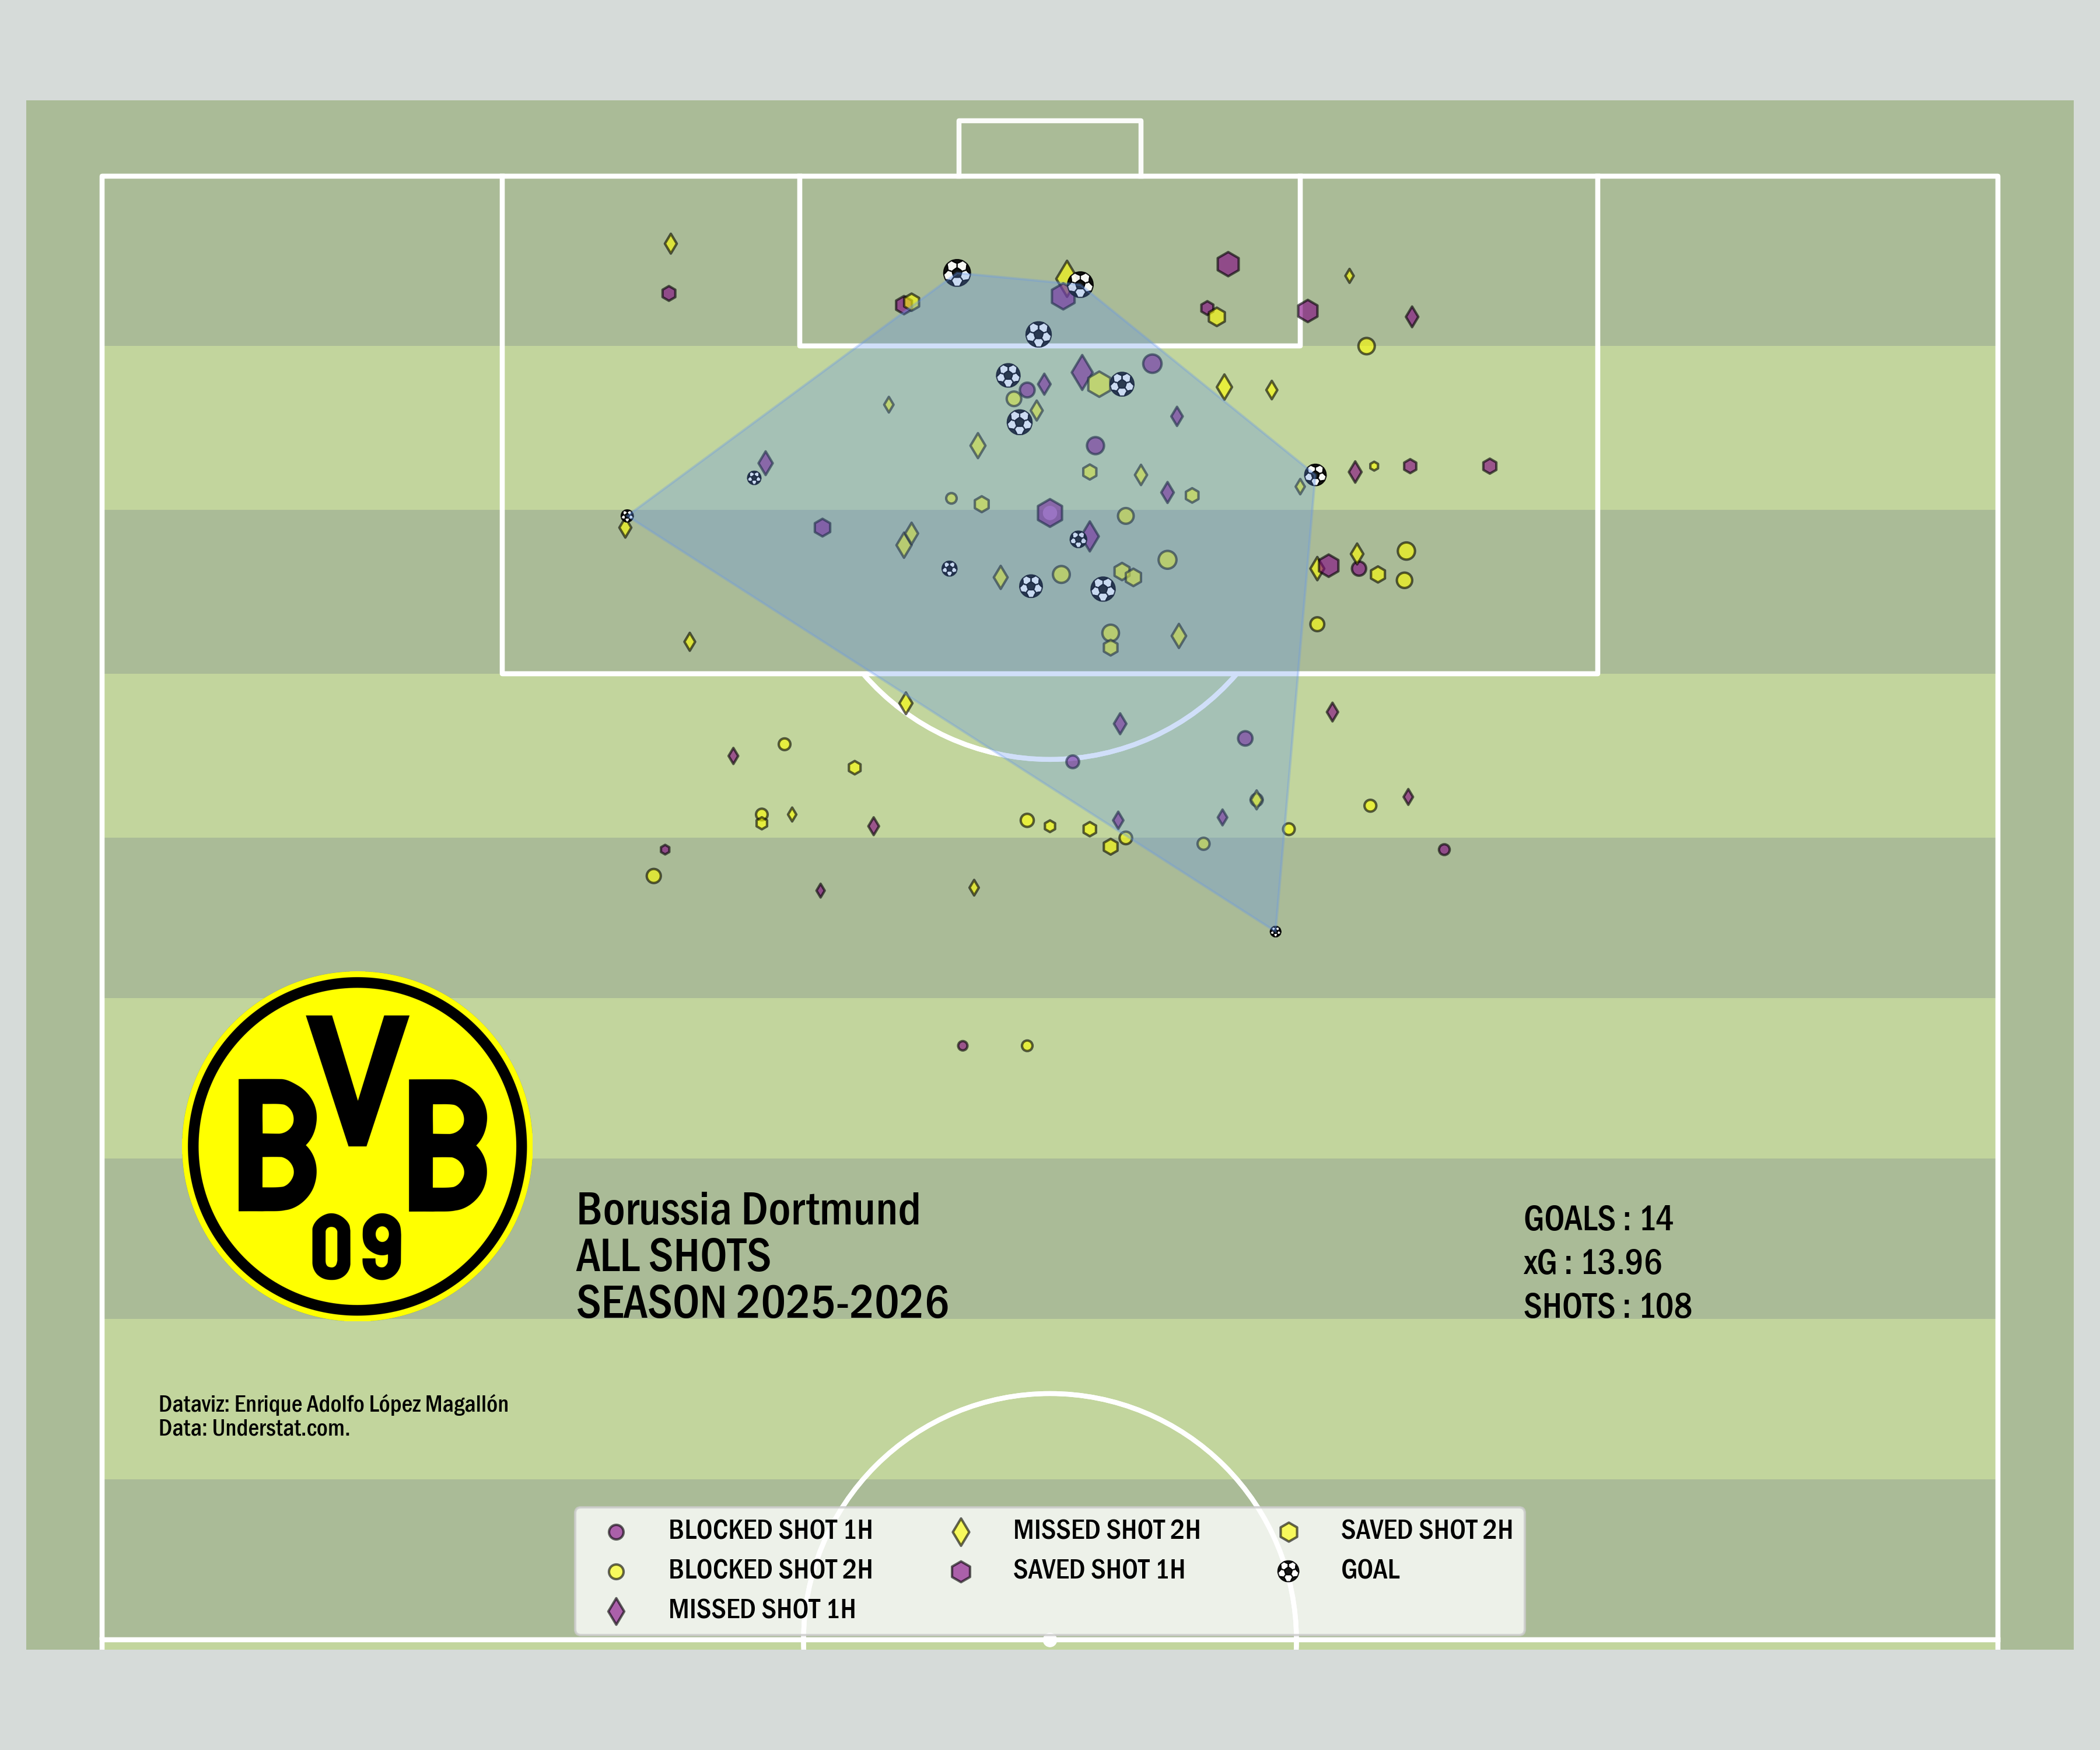 BVB
09
Borussia Dortmund
ALL SHOTS
SEASON 2025-2026
GOALS : 14
xG : 13.96
SHOTS : 108
Dataviz: Enrique Adolfo López Magallón
Data: Understat.com.
BLOCKED SHOT 1H
BLOCKED SHOT 2H
MISSED SHOT 1H
MISSED SHOT 2H
SAVED SHOT 1H
SAVED SHOT 2H
GOAL